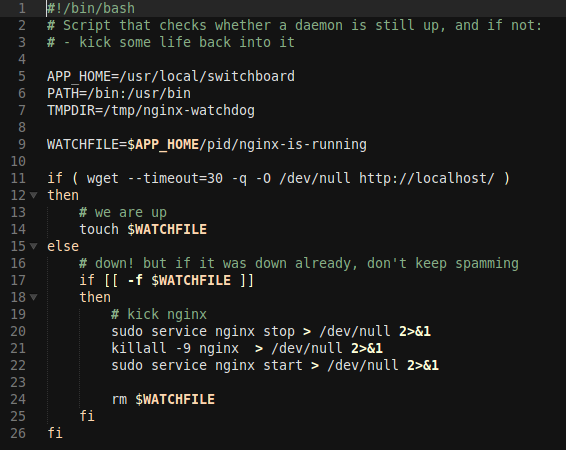 1 #!/bin/bash
2 # Script that checks whether a daemon is still up, and if not:
3 # - kick some life back into it
4
5 APP_HOME=/usr/local/switchboard
6 PATH=/bin:/usr/bin
7 TMPDIR=/tmp/nginx-watchdog
8
9 WATCHFILE=$APP_HOME/pid/nginx-is-running
10
11 if ( wget --timeout=30 -q -O /dev/null http://localhost/ )
12 then
13     # we are up
14     touch $WATCHFILE
15 else
16     # down! but if it was down already, don't keep spamming
17     if [[ -f $WATCHFILE ]]
18     then
19         # kick nginx
20         sudo service nginx stop > /dev/null 2>&1
21         killall -9 nginx  > /dev/null 2>&1
22         sudo service nginx start > /dev/null 2>&1
23
24         rm $WATCHFILE
25     fi
26 fi